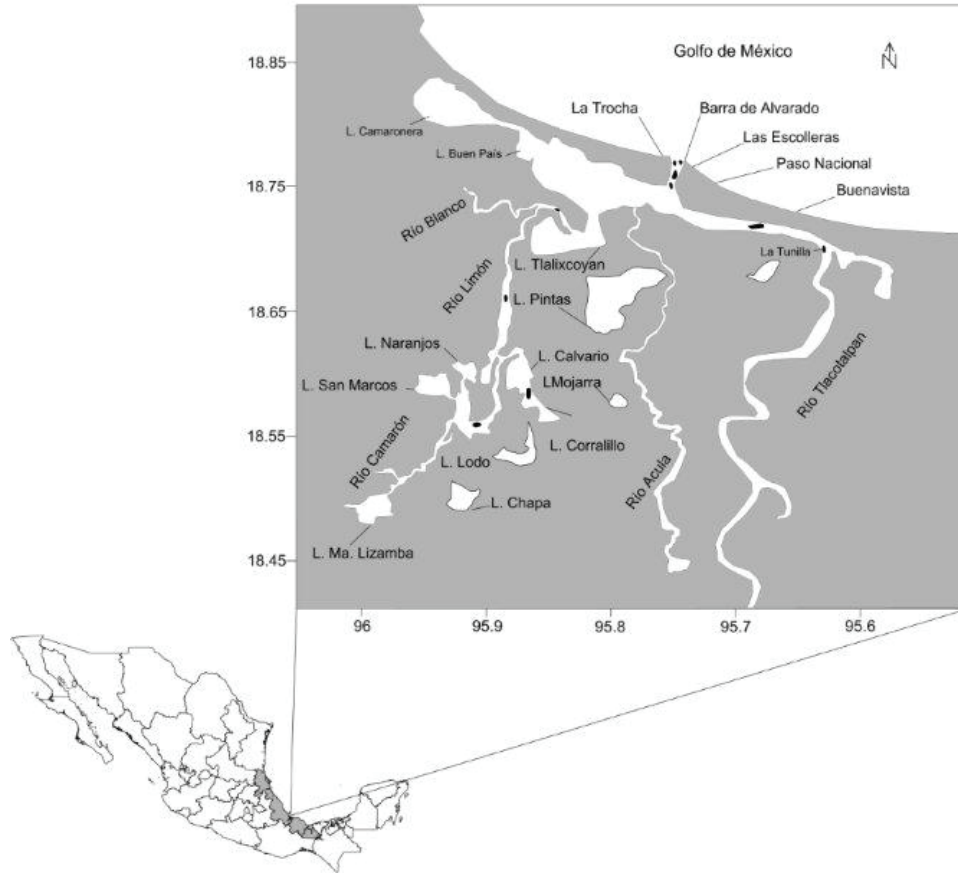 Golfo de México
N
18.85
La Trocha
Barra de Alvarado
L. Camaronera
Las Escolleras
L. Buen País
Paso Nacional
18.75
Buenavista
Río Blanco
La Tunilla
L. Tlalixcoyan
Río Limón
L. Pintas
18.65
L. Naranjos
L. Calvario
Río Tlacotalpan
L. San Marcos
LMojarra
18.55
Río Camarón
L. Corralillo
L. Lodo
Río Acula
L. Chapa
L. Ma. Lizamba
18.45
96
95.9
95.8
95.7
95.6